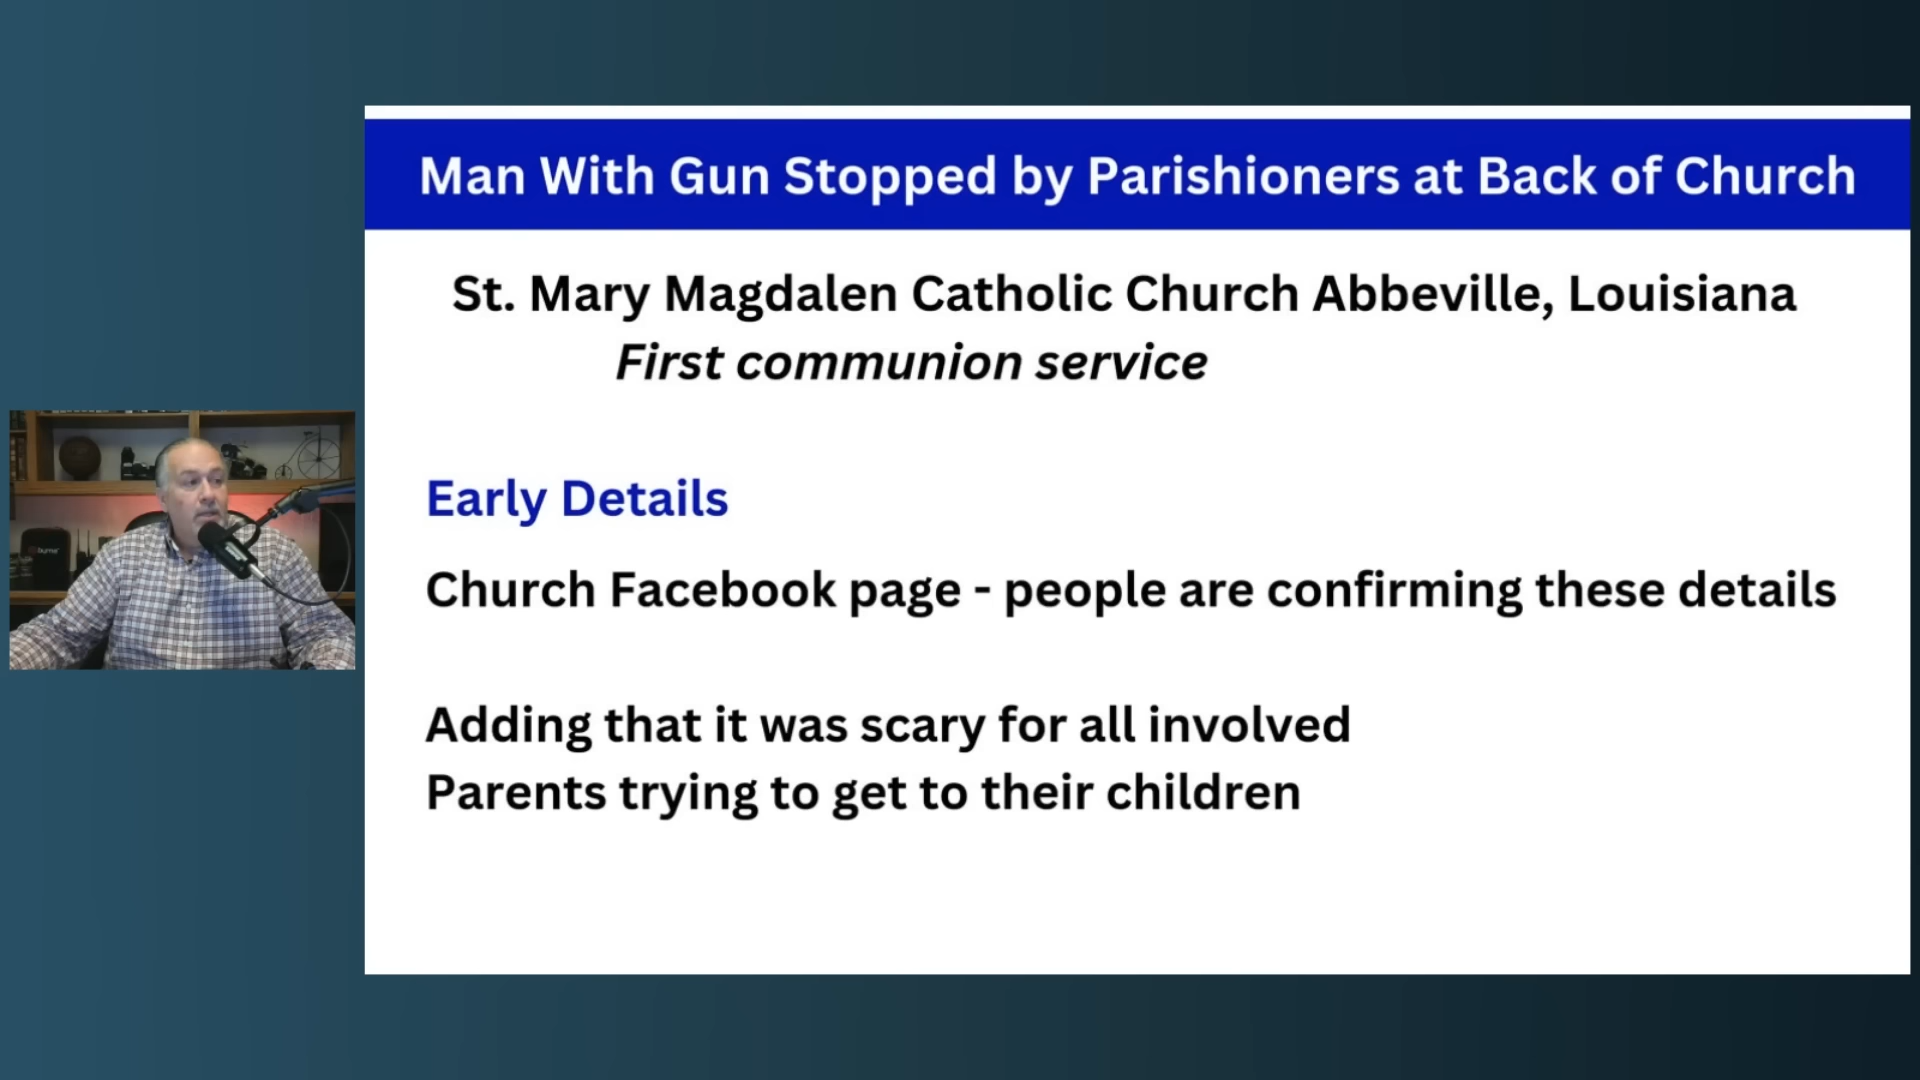 Man With Gun Stopped by Parishioners at Back of Church
St. Mary Magdalen Catholic Church Abbeville, Louisiana
First communion service
Early Details
Church Facebook page - people are confirming these details
Adding that it was scary for all involved
Parents trying to get to their children
byrna